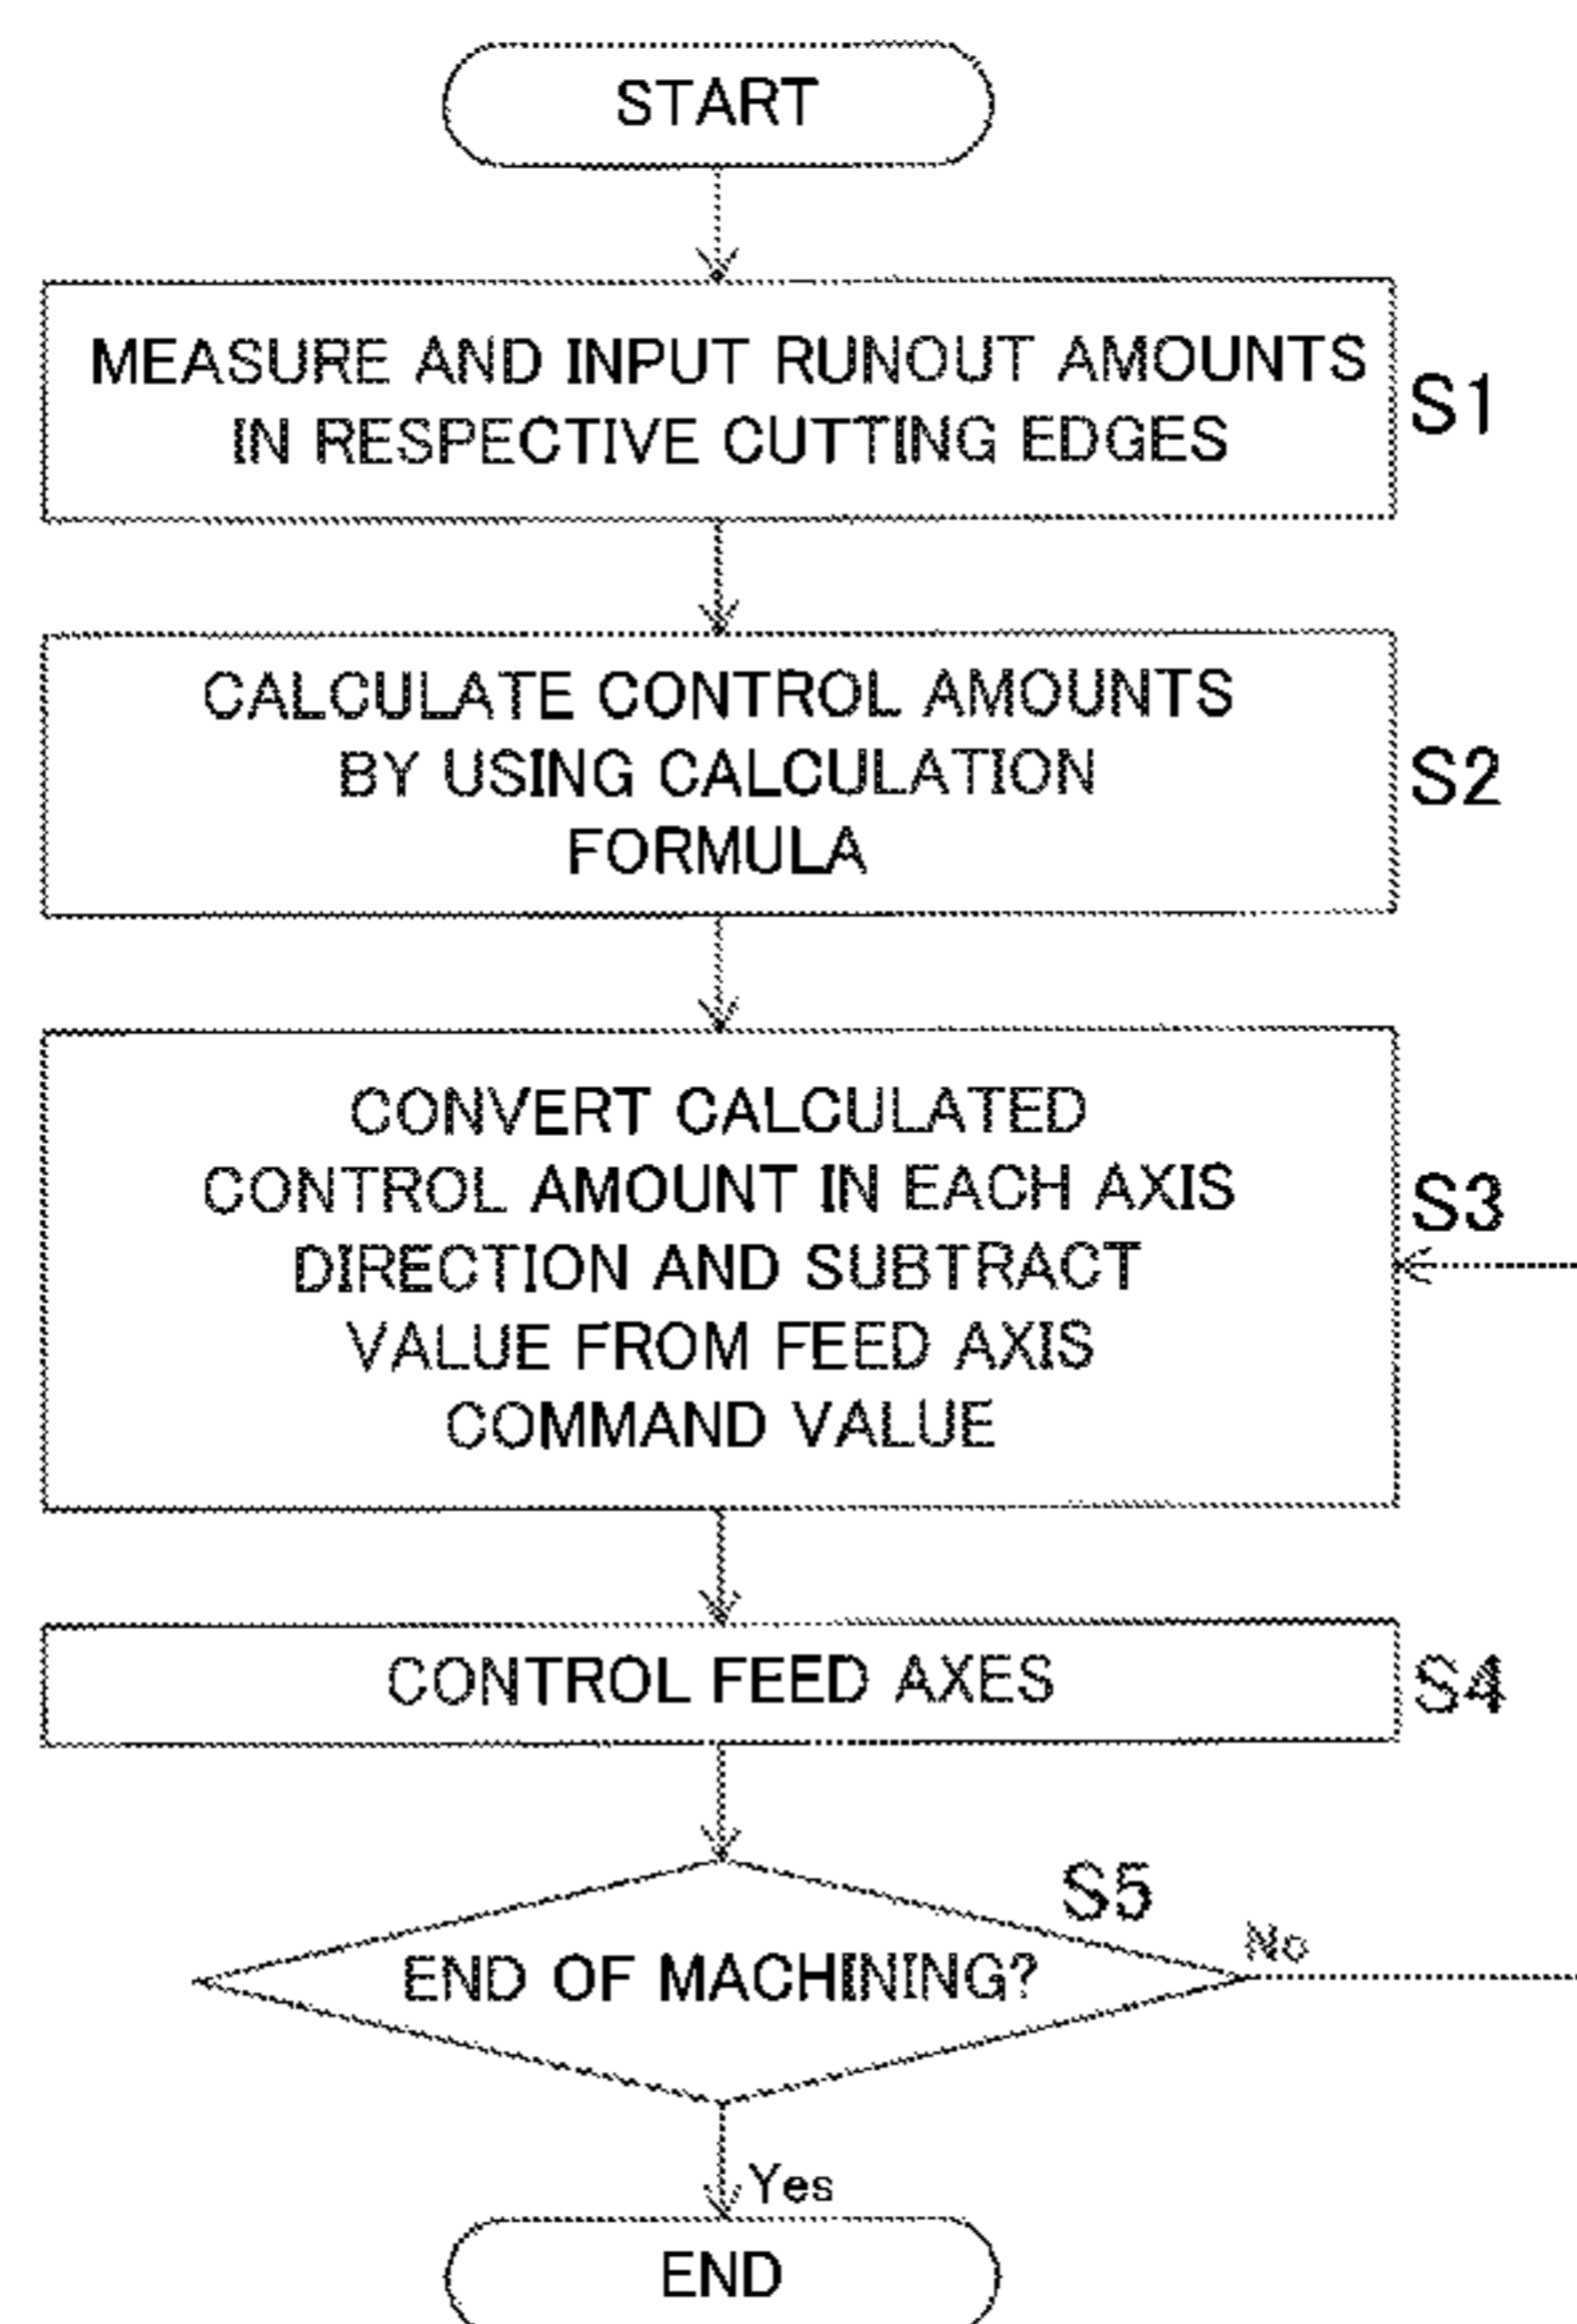 START
MEASURE AND INPUT RUNOUT AMOUNTS
IN RESPECTIVE CUTTING EDGES
S1
CALCULATE CONTROL AMOUNTS
BY USING CALCULATION
FORMULA
S2
CONVERT CALCULATED
CONTROL AMOUNT IN EACH AXIS
DIRECTION AND SUBTRACT
VALUE FROM FEED AXIS
COMMAND VALUE
S3
CONTROL FEED AXES
S4
S5
END OF MACHINING?
No
Yes
END